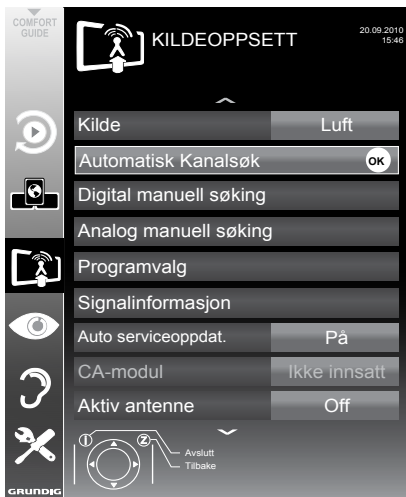 COMFORT
GUIDE
KILDEOPPSETT
20.09.2010
15:46
Kilde Luft
Automatisk Kanalsøk OK
Digital manuell søking
Analog manuell søking
Programvalg
Signalinformasjon
Auto serviceoppdat. På
CA-modul Ikke innsatt
Aktiv antenne Off
Avslutt
Tilbake
GRUNDIG